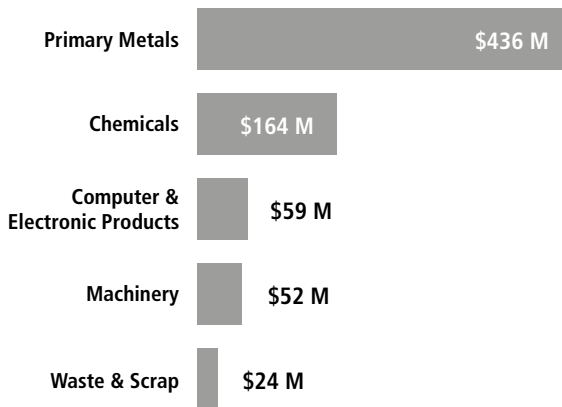 Primary Metals
$436 M
Chemicals
$164 M
Computer &
Electronic Products
$59 M
Machinery
$52 M
Waste & Scrap
$24 M